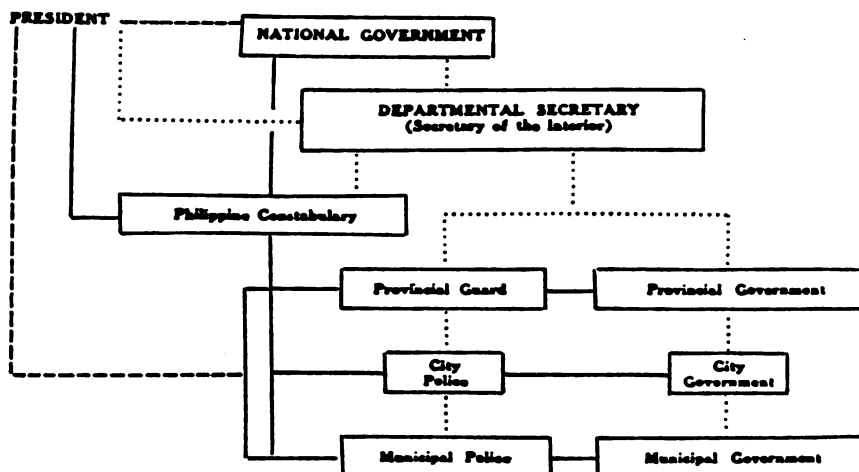 PRESIDENT
NATIONAL GOVERNMENT
DEPARTMENTAL SECRETARY
(Secretary of the Interior)
Philippine Constabulary
Provincial Guard
Provincial Government
City
Police
City
Government
Municipal Police
Municipal Government